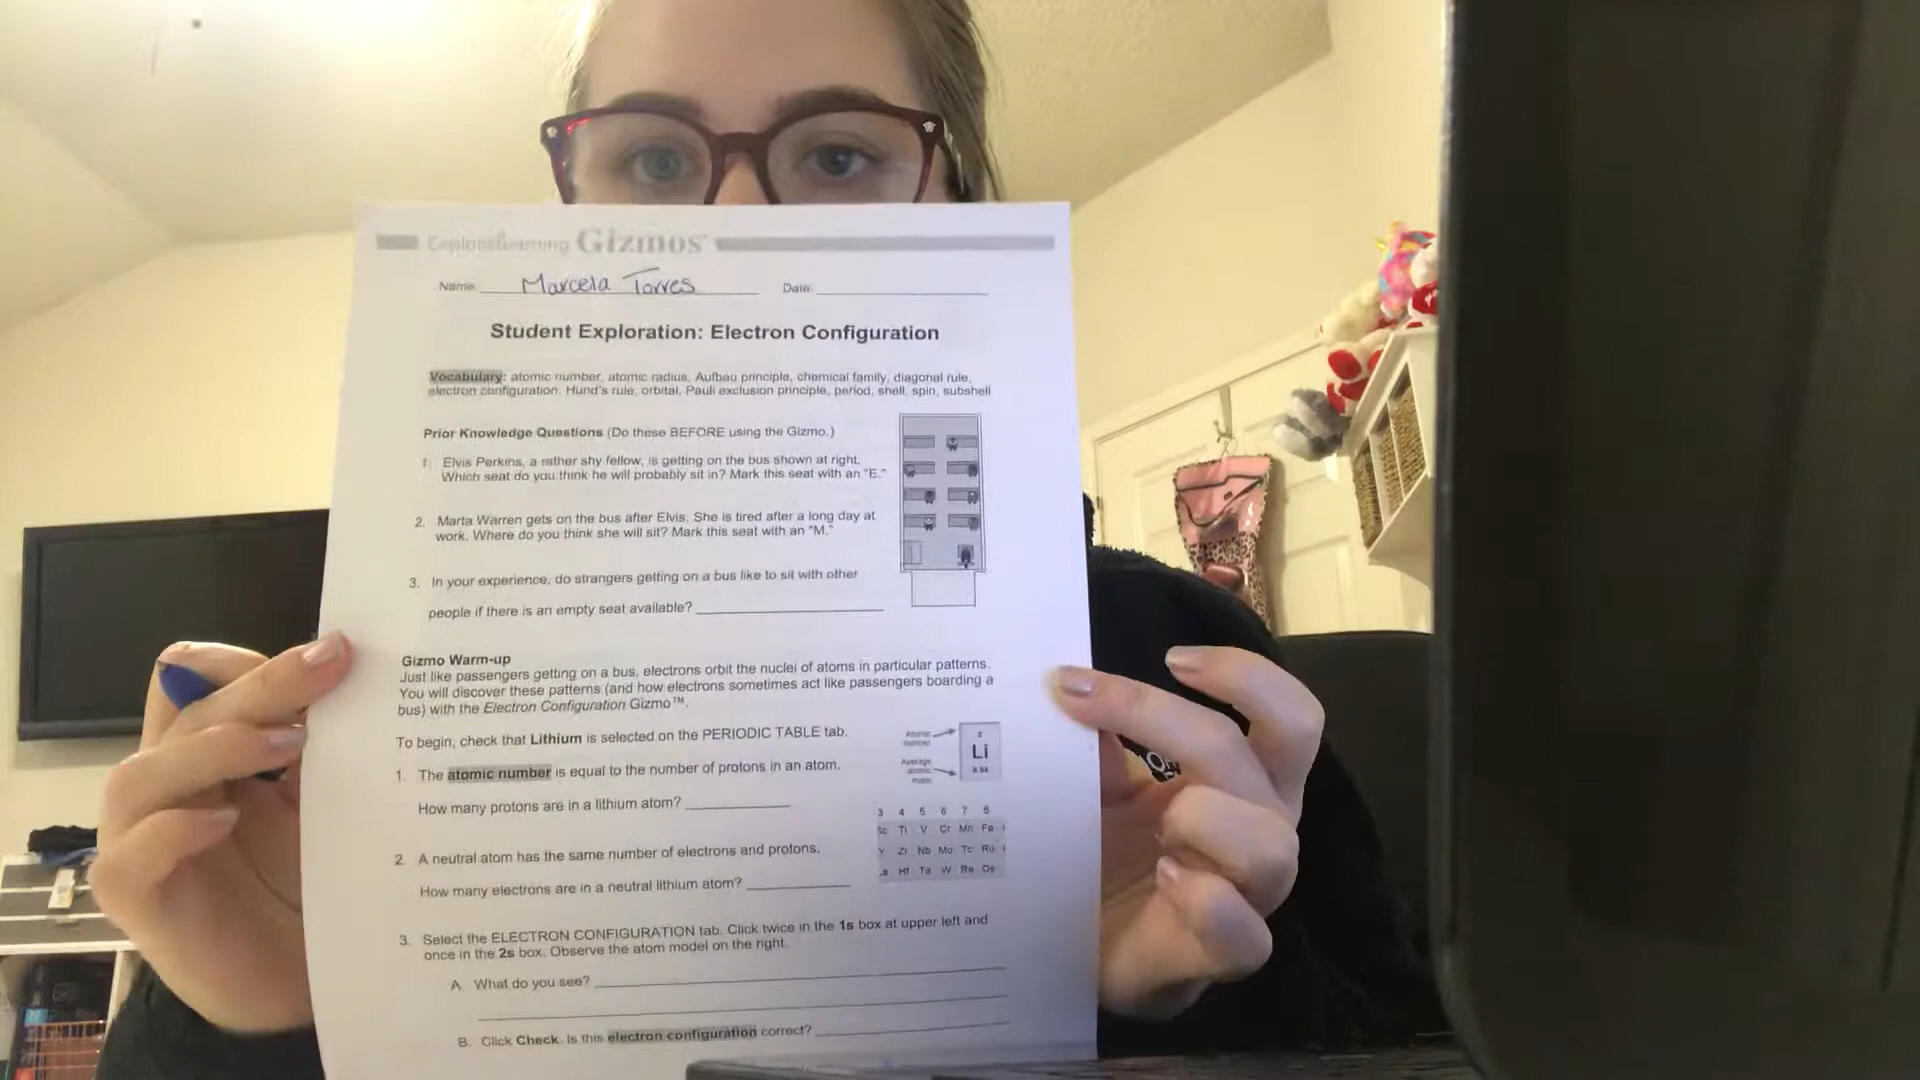 ExploreLearning Gizmos
Name: Marcela Torres Date:
Student Exploration: Electron Configuration
Vocabulary: atomic number, atomic radius, Aufbau principle, chemical family, diagonal rule,
electron configuration, Hund's rule, orbital, Pauli exclusion principle, period, shell, spin, subshell
Prior Knowledge Questions (Do these BEFORE using the Gizmo.)
1. Elvis Perkins, a rather shy fellow, is getting on the bus shown at right.
Which seat do you think he will probably sit in? Mark this seat with an "E."
2. Marta Warren gets on the bus after Elvis. She is tired after a long day at
work. Where do you think she will sit? Mark this seat with an "M."
3. In your experience, do strangers getting on a bus like to sit with other
people if there is an empty seat available?
Gizmo Warm-up
Just like passengers getting on a bus, electrons orbit the nuclei of atoms in particular patterns.
You will discover these patterns (and how electrons sometimes act like passengers boarding a
bus) with the Electron Configuration Gizmo™.
To begin, check that Lithium is selected on the PERIODIC TABLE tab.
Atomic
number
Li
Average
atomic
mass
1. The atomic number is equal to the number of protons in an atom.
How many protons are in a lithium atom?
3 4 5 6 7 8
Sc Ti V Cr Mn Fe
Y Zr Nb Mo Tc Ru
Hf Ta W Re Os
2. A neutral atom has the same number of electrons and protons.
How many electrons are in a neutral lithium atom?
3. Select the ELECTRON CONFIGURATION tab. Click twice in the 1s box at upper left and
once in the 2s box. Observe the atom model on the right.
A. What do you see?
B. Click Check. Is this electron configuration correct?